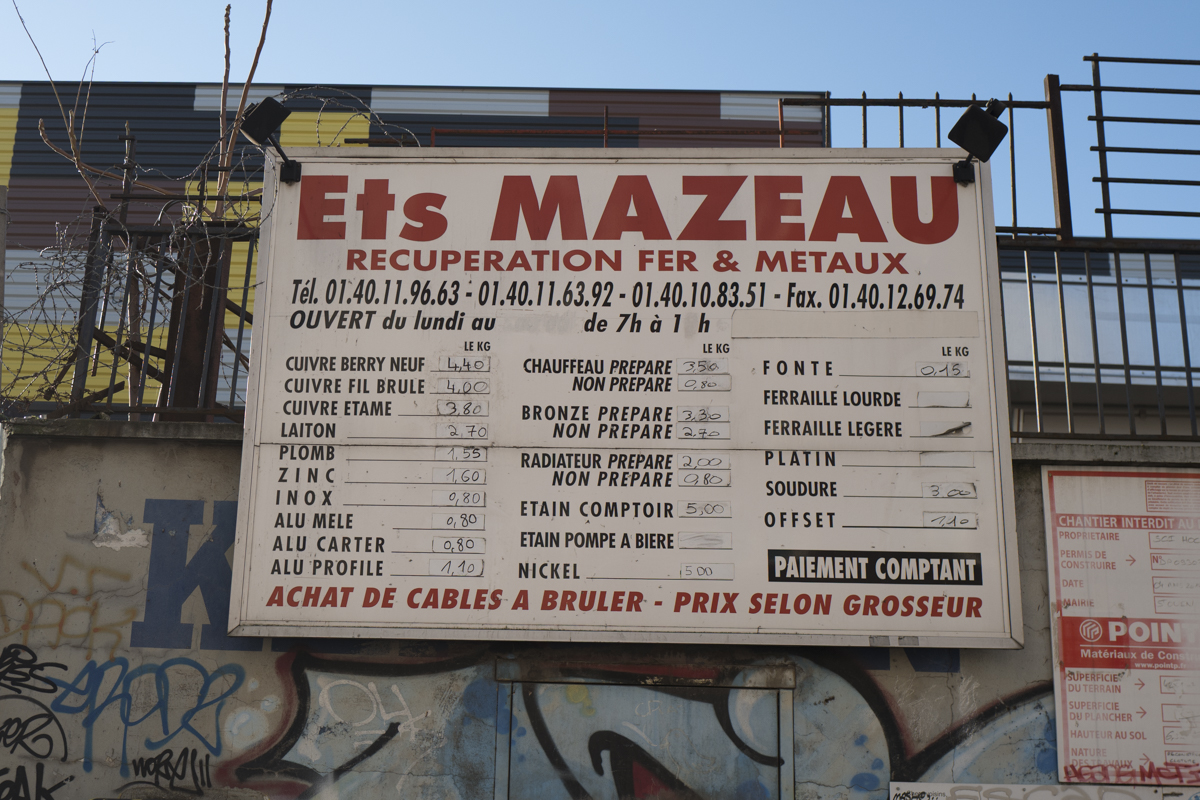 Ets MAZEAU
RECUPERATION FER & METAUX
Tél. 01.40.11.96.63 - 01.40.11.63.92 - 01.40.10.83.51 - Fax. 01.40.12.69.74
OUVERT du lundi au de 7h à 1 h
LE KG
CUIVRE BERRY NEUF 4,40
CUIVRE FIL BRULE 4,00
CUIVRE ETAME 3,80
LAITON 2,70
PLOMB 1,55
ZINC 1,60
INOX 0,80
ALU MELE 0,80
ALU CARTER 0,80
ALU PROFILE 1,10
LE KG
CHAUFFEAU PREPARE 3,50
NON PREPARE 0,80
BRONZE PREPARE 3,30
NON PREPARE 2,70
RADIATEUR PREPARE 2,00
NON PREPARE 0,80
ETAIN COMPTOIR 5,00
ETAIN POMPE A BIERE
NICKEL 5,00
LE KG
FONTE 0,15
FERRAILLE LOURDE
FERRAILLE LEGERE
PLATIN
SOUDURE 3,00
OFFSET 1,10
PAIEMENT COMPTANT
ACHAT DE CABLES A BRULER - PRIX SELON GROSSEUR
K
N
CHANTIER INTERDIT AU
PROPRIETAIRE
PERMIS DE
CONSTRUIRE
DATE
MAIRIE
POINT
Matériaux de Cons
www.pointp.
SUPERFICIE
DU TERRAIN
SUPERFICIE
DU PLANCHER
HAUTEUR AU SOL
NATURE
DES TRAVAUX